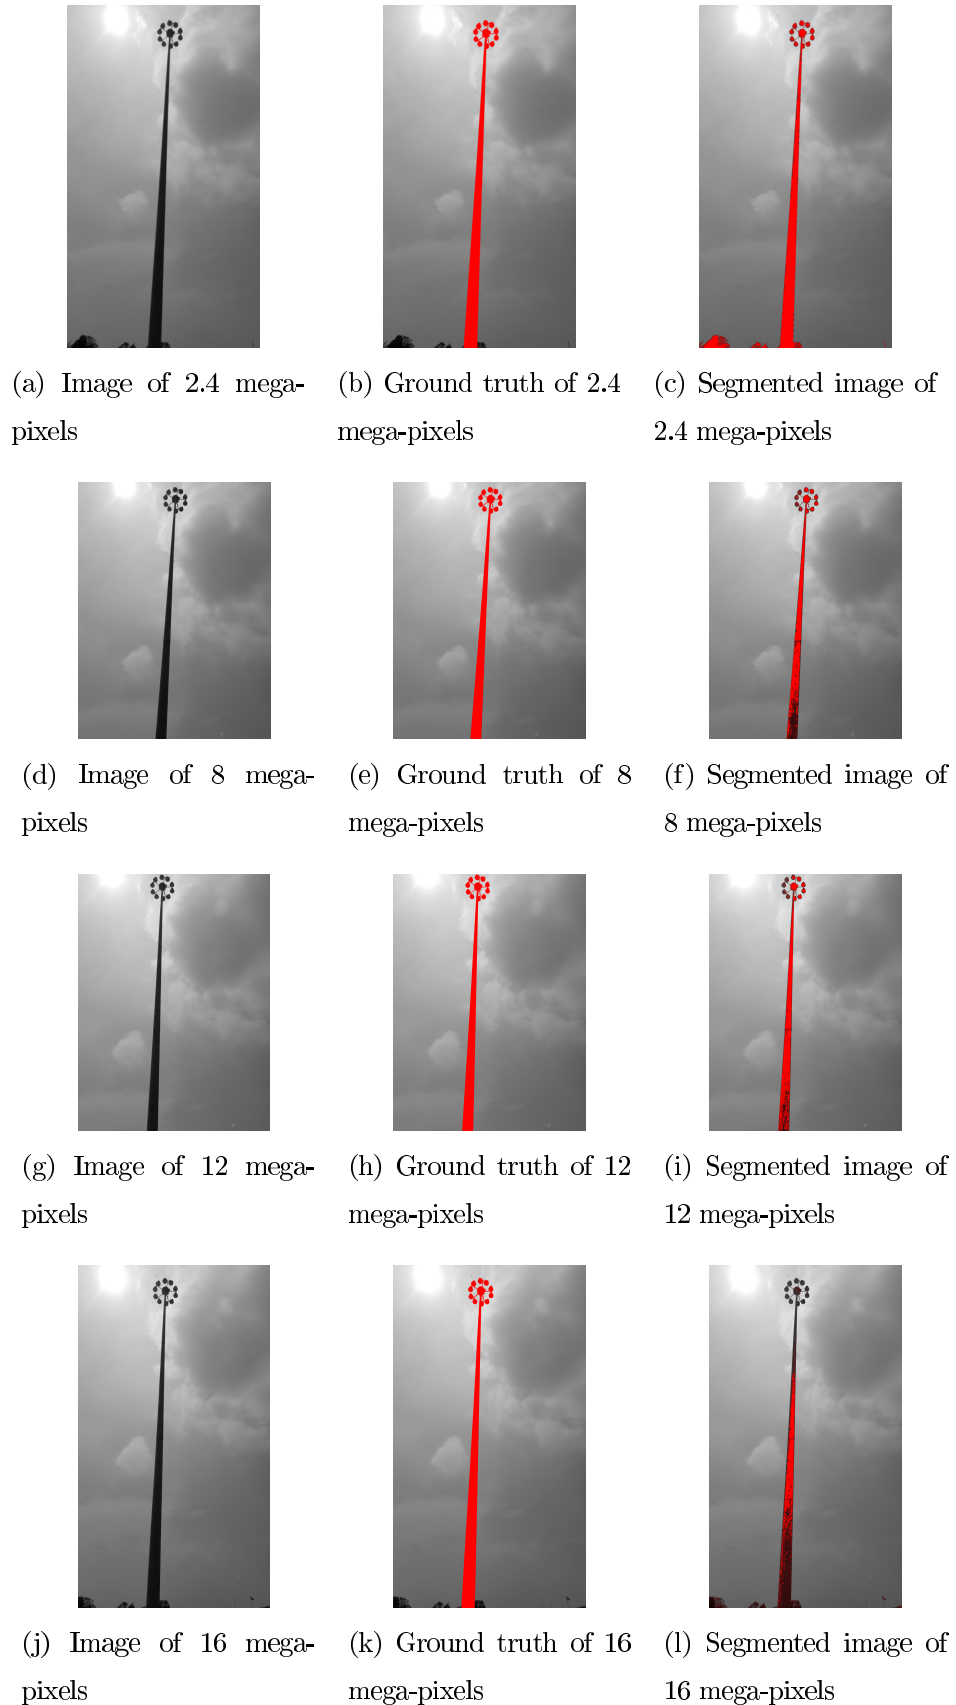 (a) Image of 2.4 mega-
pixels
(b) Ground truth of 2.4
mega-pixels
(c) Segmented image of
2.4 mega-pixels
(d) Image of 8 mega-
pixels
(e) Ground truth of 8
mega-pixels
(f) Segmented image of
8 mega-pixels
(g) Image of 12 mega-
pixels
(h) Ground truth of 12
mega-pixels
(i) Segmented image of
12 mega-pixels
(j) Image of 16 mega-
pixels
(k) Ground truth of 16
mega-pixels
(l) Segmented image of
16 mega-pixels